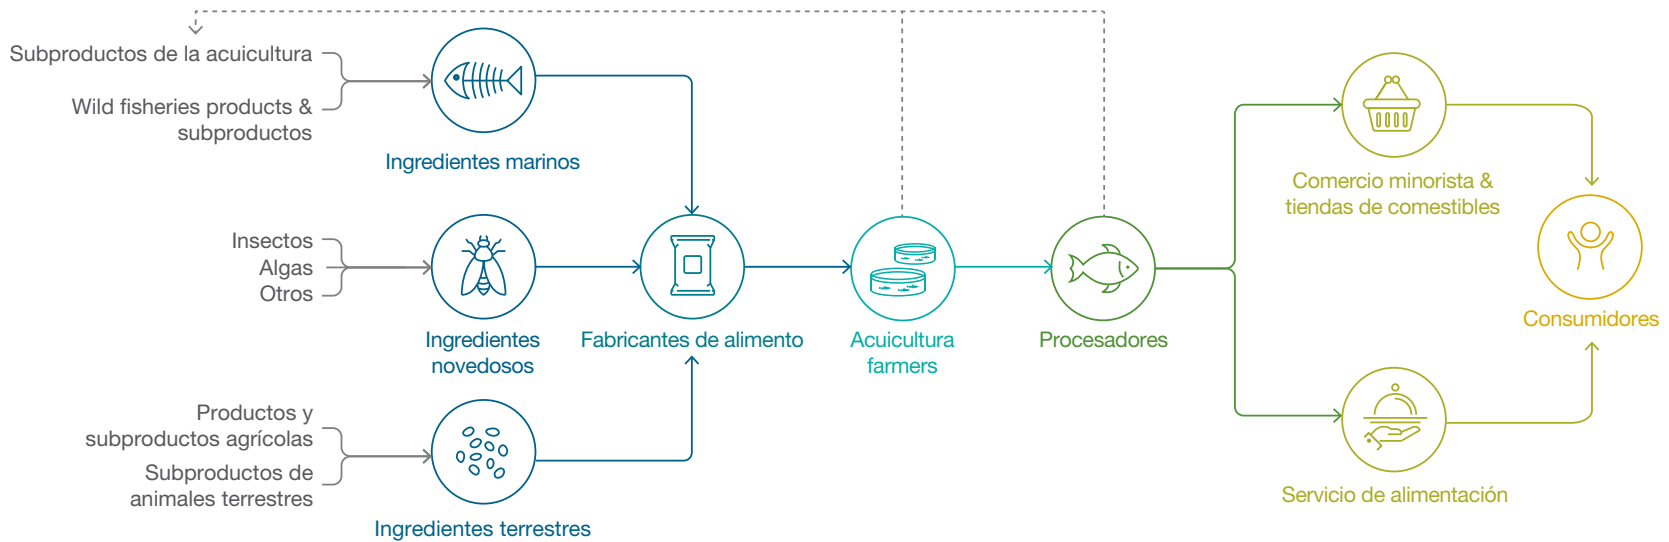 Subproductos de la acuicultura
Wild fisheries products &
subproductos
Ingredientes marinos
Insectos
Algas
Otros
Ingredientes
novedosos
Productos y
subproductos agrícolas
Subproductos de
animales terrestres
Ingredientes terrestres
Fabricantes de alimento
Acuicultura
farmers
Procesadores
Comercio minorista &
tiendas de comestibles
Servicio de alimentación
Consumidores